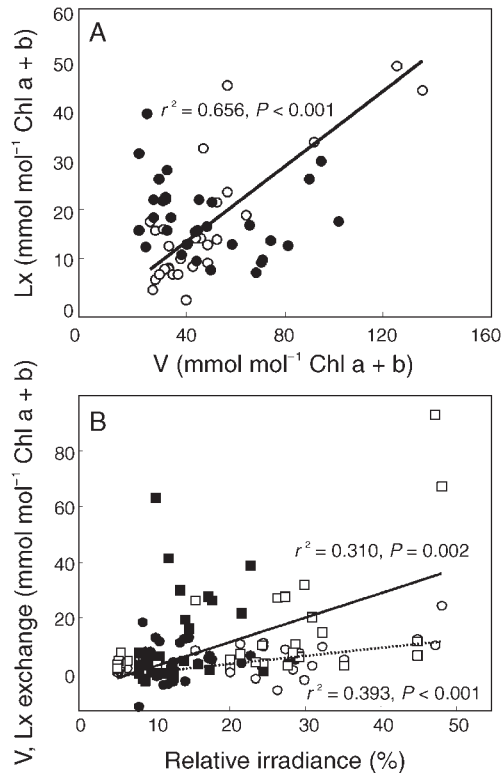 A
60
50
40
30
20
10
0
Lx (mmol mol⁻¹ Chl a + b)
r² = 0.656, P < 0.001
0 40 80 120 160
V (mmol mol⁻¹ Chl a + b)
B
80
60
40
20
0
V, Lx exchange (mmol mol⁻¹ Chl a + b)
r² = 0.310, P = 0.002
r² = 0.393, P < 0.001
0 10 20 30 40 50
Relative irradiance (%)